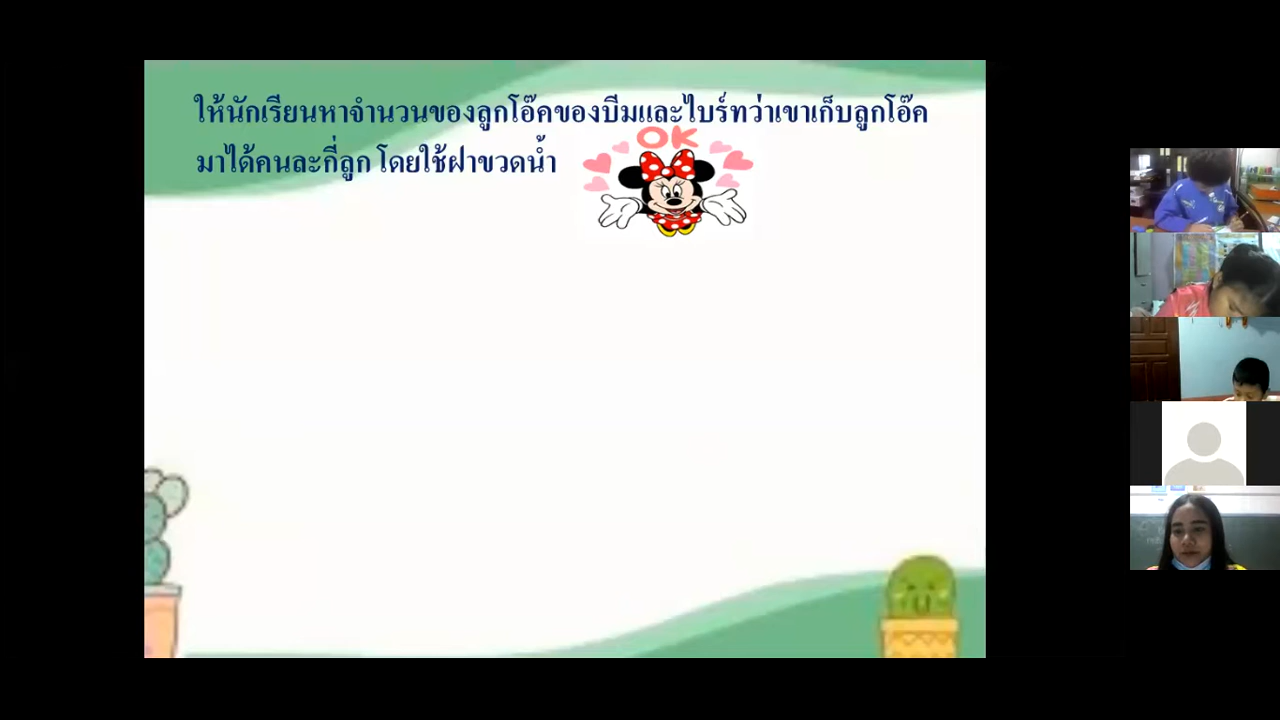 ให้นักเรียนหาจำนวนของลูกโอ๊คของบีมและไบร์ทว่าเขาเก็บลูกโอ๊ค
มาได้คนละกี่ลูก โดยใช้ฝาขวดน้ำ
OK